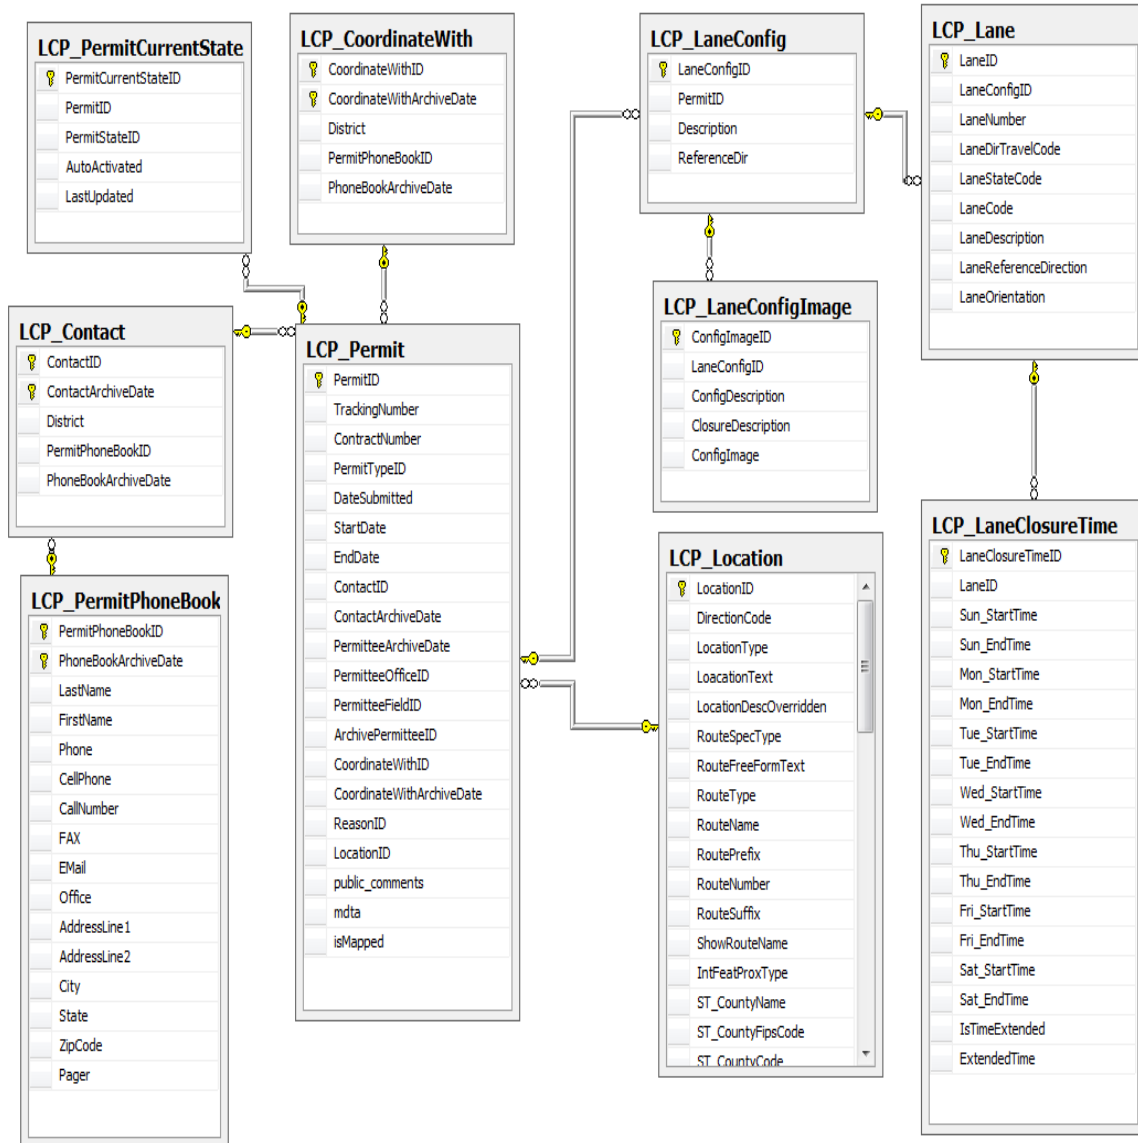 LCP_PermitCurrentState
PermitCurrentStateID
PermitID
PermitStateID
AutoActivated
LastUpdated
LCP_CoordinateWith
CoordinateWithID
CoordinateWithArchiveDate
District
PermitPhoneBookID
PhoneBookArchiveDate
LCP_LaneConfig
LaneConfigID
PermitID
Description
ReferenceDir
LCP_Lane
LaneID
LaneConfigID
LaneNumber
LaneDirTravelCode
LaneStateCode
LaneCode
LaneDescription
LaneReferenceDirection
LaneOrientation
LCP_Contact
ContactID
ContactArchiveDate
District
PermitPhoneBookID
PhoneBookArchiveDate
LCP_Permit
PermitID
TrackingNumber
ContractNumber
PermitTypeID
DateSubmitted
StartDate
EndDate
ContactID
ContactArchiveDate
PermitteeArchiveDate
PermitteeOfficeID
PermitteeFieldID
ArchivePermitteeID
CoordinateWithID
CoordinateWithArchiveDate
ReasonID
LocationID
public_comments
mdta
isMapped
LCP_LaneConfigImage
ConfigImageID
LaneConfigID
ConfigDescription
ClosureDescription
ConfigImage
LCP_PermitPhoneBook
PermitPhoneBookID
PhoneBookArchiveDate
LastName
FirstName
Phone
CellPhone
CallNumber
FAX
EMail
Office
AddressLine1
AddressLine2
City
State
ZipCode
Pager
LCP_Location
LocationID
DirectionCode
LocationType
LoacationText
LocationDescOverridden
RouteSpecType
RouteFreeFormText
RouteType
RouteName
RoutePrefix
RouteNumber
RouteSuffix
ShowRouteName
IntFeatProxType
ST_CountyName
ST_CountyFipsCode
ST_CountyCode
LCP_LaneClosureTime
LaneClosureTimeID
LaneID
Sun_StartTime
Sun_EndTime
Mon_StartTime
Mon_EndTime
Tue_StartTime
Tue_EndTime
Wed_StartTime
Wed_EndTime
Thu_StartTime
Thu_EndTime
Fri_StartTime
Fri_EndTime
Sat_StartTime
Sat_EndTime
IsTimeExtended
ExtendedTime